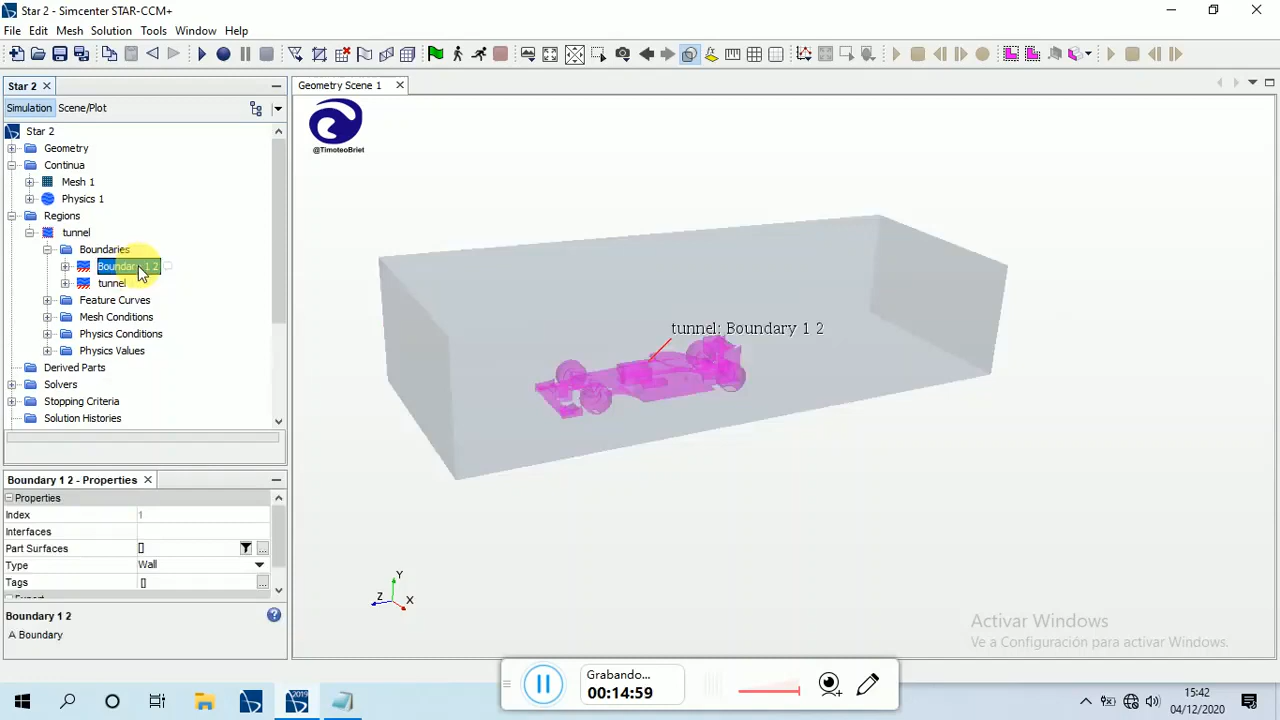 Star 2 - Simcenter STAR-CCM+
File Edit Mesh Solution Tools Window Help
Star 2
Simulation Scene/Plot
Star 2
Geometry
Continua
Mesh 1
Physics 1
Regions
tunnel
Boundaries
Boundary 1 2
tunnel
Feature Curves
Mesh Conditions
Physics Conditions
Physics Values
Derived Parts
Solvers
Stopping Criteria
Solution Histories
Boundary 1 2 - Properties
Properties
Index 1
Interfaces
Part Surfaces []
Type Wall
Tags []
Boundary 1 2
A Boundary
Geometry Scene 1
@TimoteoBriet
tunnel: Boundary 1 2
Y
Z
X
Activar Windows
Ve a Configuración para activar Windows.
Grabando...
00:14:59
2019
15:42
04/12/2020